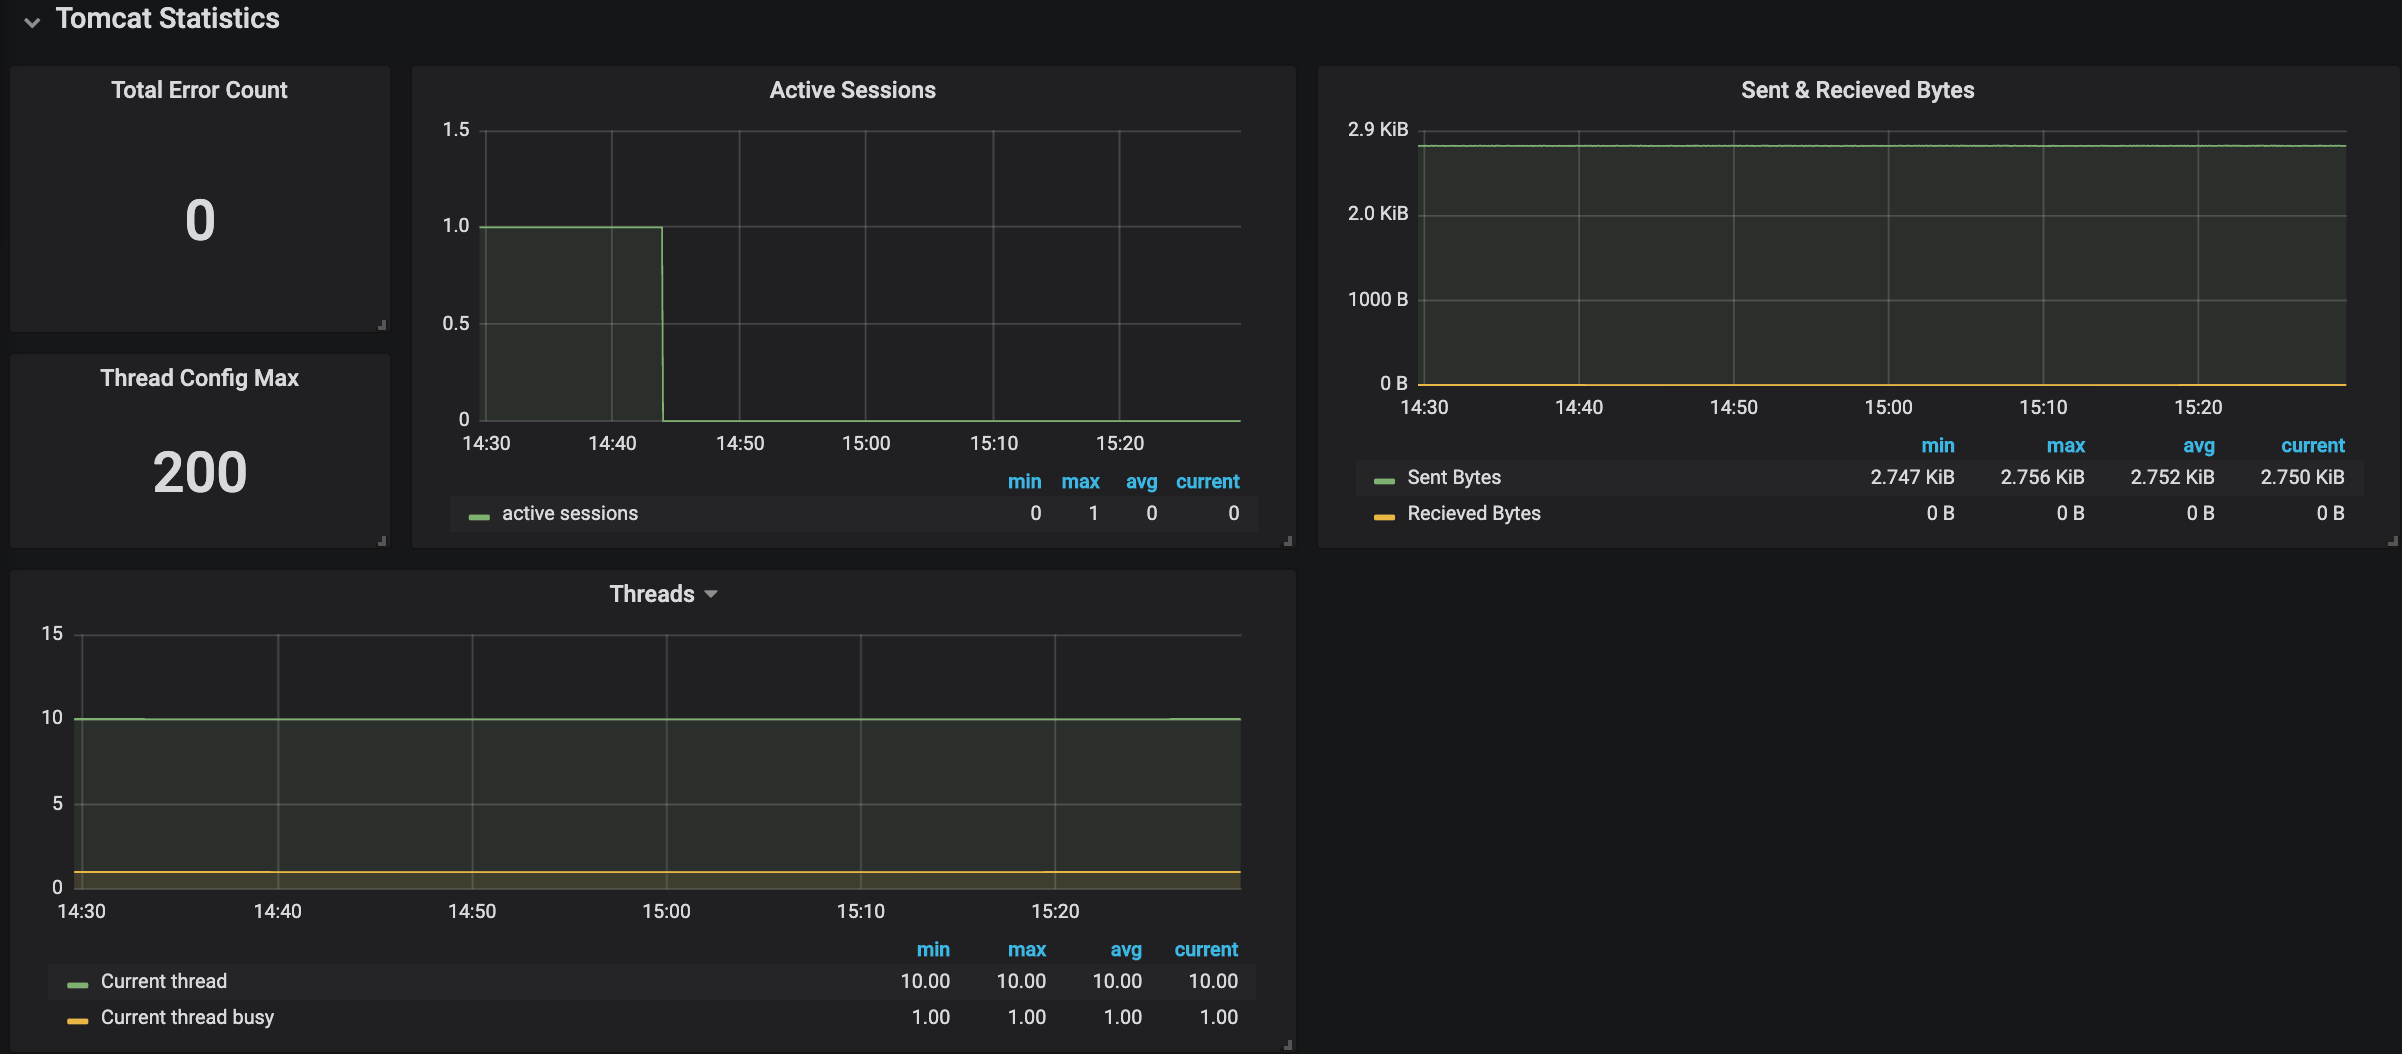 Tomcat Statistics
Total Error Count
0
Thread Config Max
200
Active Sessions
1.5
1.0
0.5
0
14:30 14:40 14:50 15:00 15:10 15:20
min max avg current
active sessions 0 1 0 0
Sent & Recieved Bytes
2.9 KiB
2.0 KiB
1000 B
0 B
14:30 14:40 14:50 15:00 15:10 15:20
min max avg current
Sent Bytes 2.747 KiB 2.756 KiB 2.752 KiB 2.750 KiB
Recieved Bytes 0 B 0 B 0 B 0 B
Threads
15
10
5
0
14:30 14:40 14:50 15:00 15:10 15:20
min max avg current
Current thread 10.00 10.00 10.00 10.00
Current thread busy 1.00 1.00 1.00 1.00